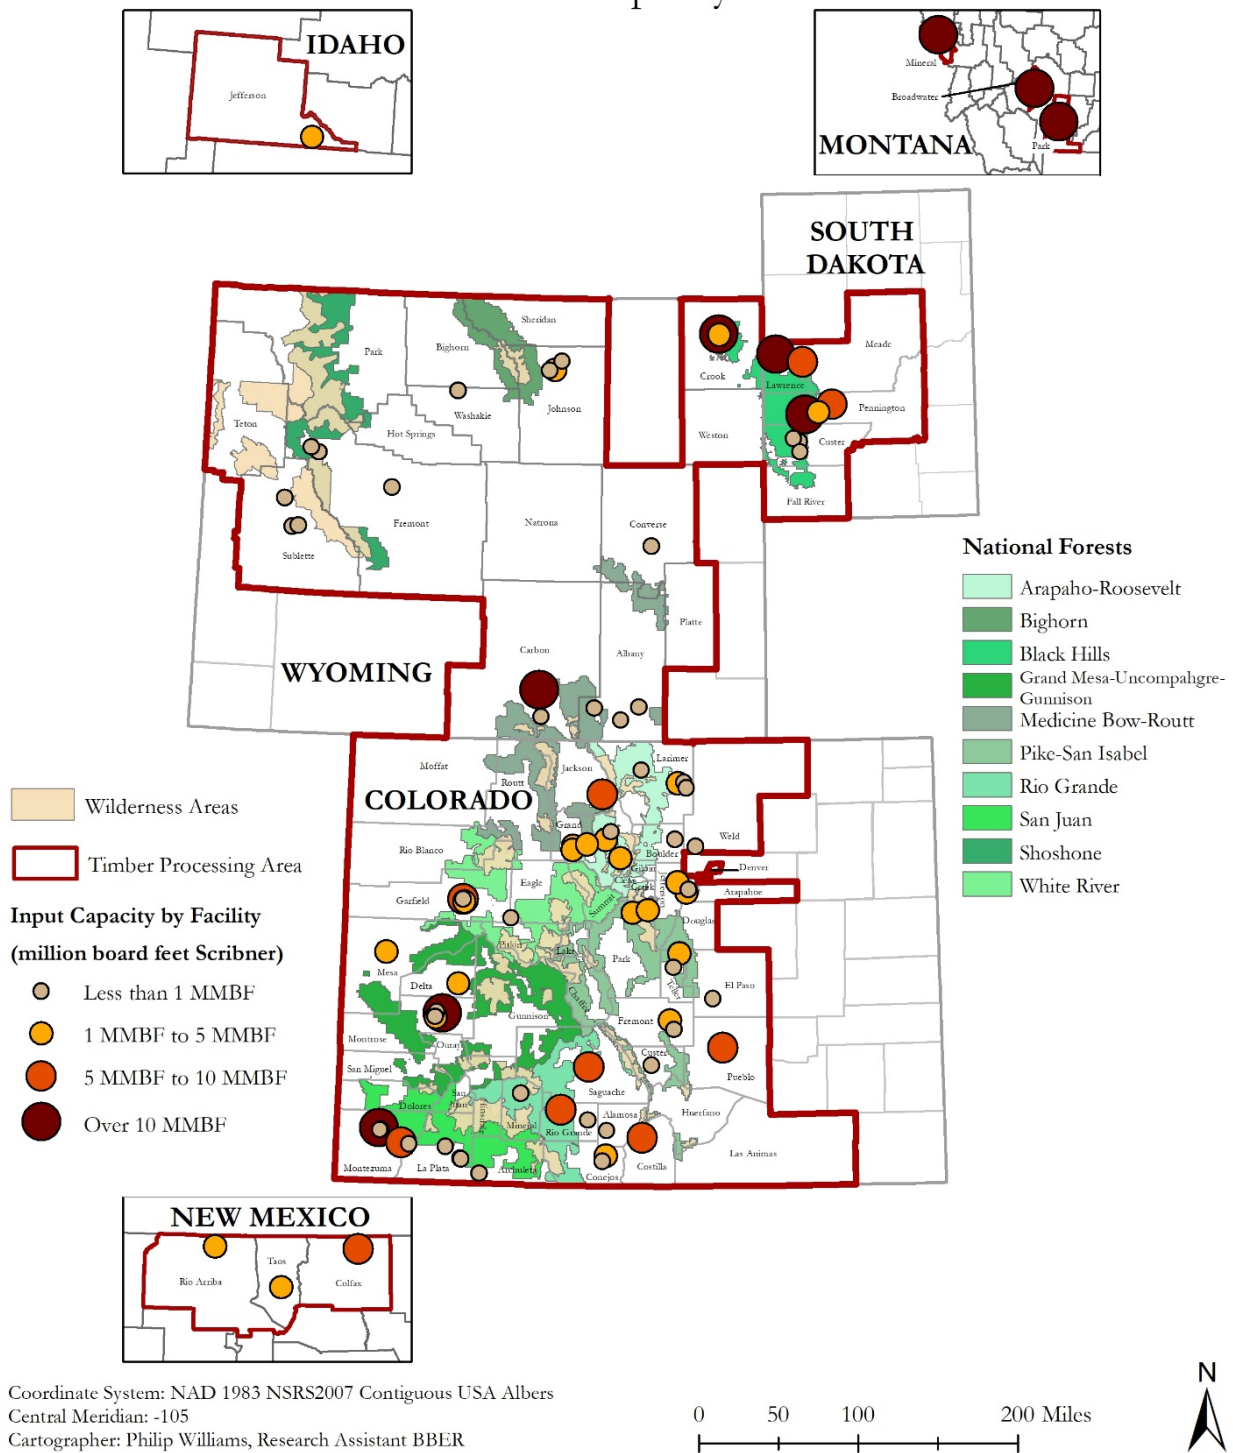 IDAHO
Jefferson
Mineral
Broadwater
MONTANA
Park
SOUTH
DAKOTA
Sheridan
Park
Bighorn
Crook
Meade
Lawrence
Teton
Washakie
Johnson
Pennington
Hot Springs
Weston
Custer
Fall River
Fremont
Natrona
Converse
Sublette
Platte
Carbon
Albany
WYOMING
National Forests
Arapaho-Roosevelt
Bighorn
Black Hills
Grand Mesa-Uncompahgre-
Gunnison
Medicine Bow-Routt
Pike-San Isabel
Rio Grande
San Juan
Shoshone
White River
Moffat
Routt
Jackson
Larimer
COLORADO
Grand
Weld
Rio Blanco
Boulder
Denver
Eagle
Arapahoe
Garfield
Summit
Douglas
Pitkin
Lake
Park
Mesa
Delta
Teller
El Paso
Chaffee
Gunnison
Fremont
Montrose
Ouray
Custer
San Miguel
Pueblo
Saguache
Dolores
San
Juan
Hinsdale
Mineral
Rio Grande
Alamosa
Huerfano
Montezuma
La Plata
Archuleta
Conejos
Costilla
Las Animas
Wilderness Areas
Timber Processing Area
Input Capacity by Facility
(million board feet Scribner)
Less than 1 MMBF
1 MMBF to 5 MMBF
5 MMBF to 10 MMBF
Over 10 MMBF
NEW MEXICO
Rio Arriba
Taos
Colfax
Coordinate System: NAD 1983 NSRS2007 Contiguous USA Albers
Central Meridian: -105
Cartographer: Philip Williams, Research Assistant BBER
0 50 100 200 Miles
N